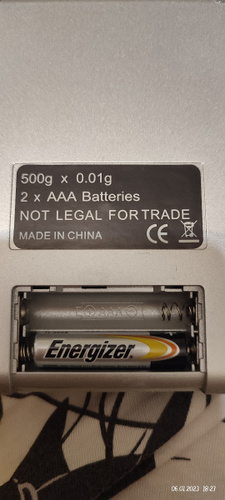 500g x 0.01g
2 x AAA Batteries
NOT LEGAL FOR TRADE
MADE IN CHINA CE
Energizer.
06.01.2023 18:27